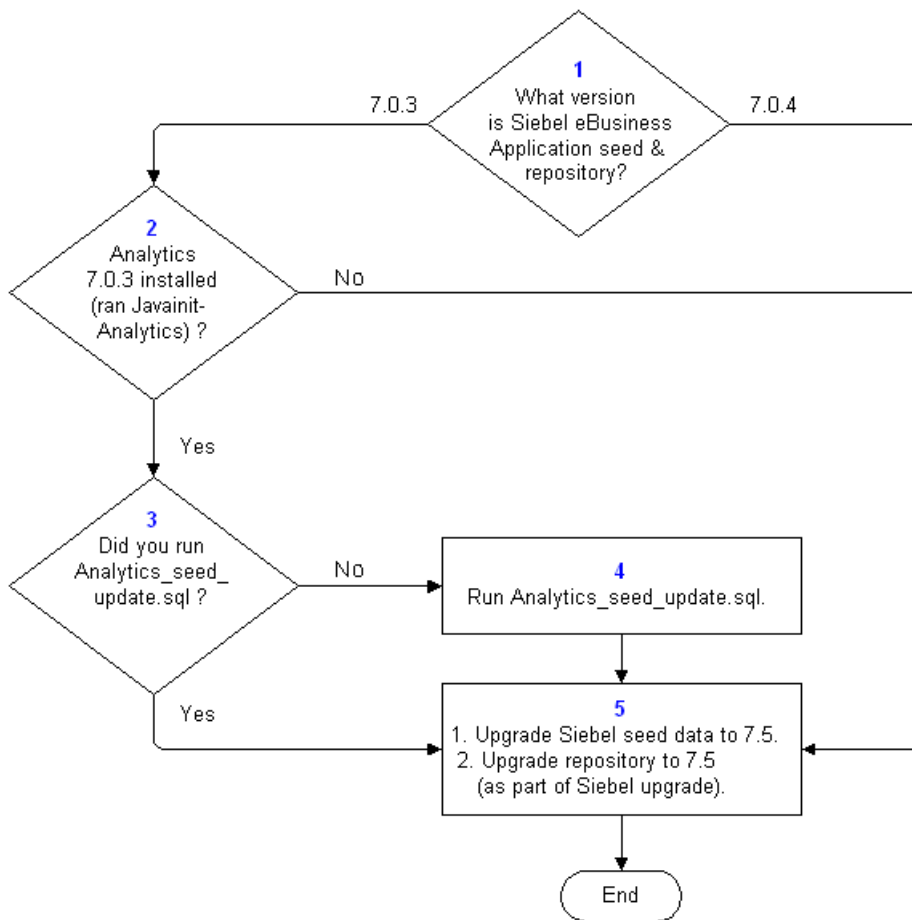 1
What version
is Siebel eBusiness
Application seed &
repository?
7.0.3
7.0.4
2
Analytics
7.0.3 installed
(ran Javainit-
Analytics) ?
No
Yes
3
Did you run
Analytics_seed_
update.sql ?
No
4
Run Analytics_seed_update.sql.
Yes
5
1. Upgrade Siebel seed data to 7.5.
2. Upgrade repository to 7.5
(as part of Siebel upgrade).
End